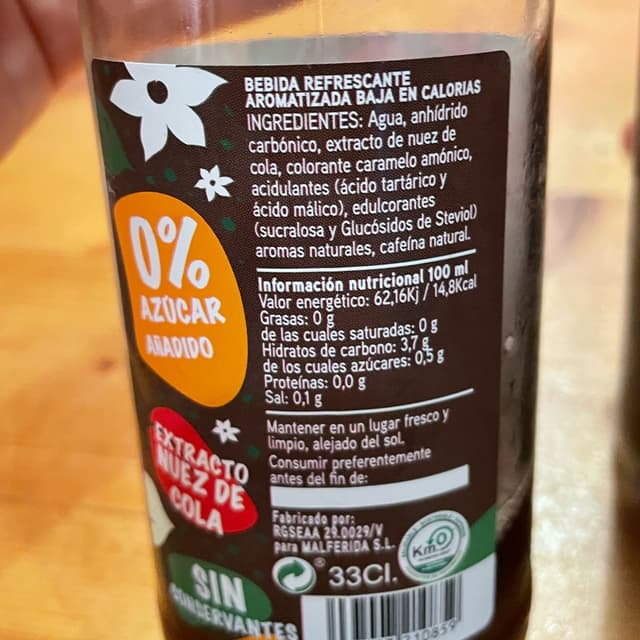 BEBIDA REFRESCANTE
AROMATIZADA BAJA EN CALORIAS
INGREDIENTES: Agua, anhídrido
carbónico, extracto de nuez de
cola, colorante caramelo amónico,
acidulantes (ácido tartárico y
ácido málico), edulcorantes
(sucralosa y Glucósidos de Steviol)
aromas naturales, cafeína natural.
0%
AZÚCAR
AÑADIDO
Información nutricional 100 ml
Valor energético: 62,16Kj / 14,8Kcal
Grasas: 0 g
de las cuales saturadas: 0 g
Hidratos de carbono: 3,7 g
de los cuales azúcares: 0,5 g
Proteínas: 0,0 g
Sal: 0,1 g
Mantener en un lugar fresco y
limpio, alejado del sol.
Consumir preferentemente
antes del fin de:
EXTRACTO
NUEZ DE
COLA
Fabricado por:
RGSEAA 29.0029/V
para MALFERIDA S.L.
33Cl.
Km 0
SIN
CONSERVANTES